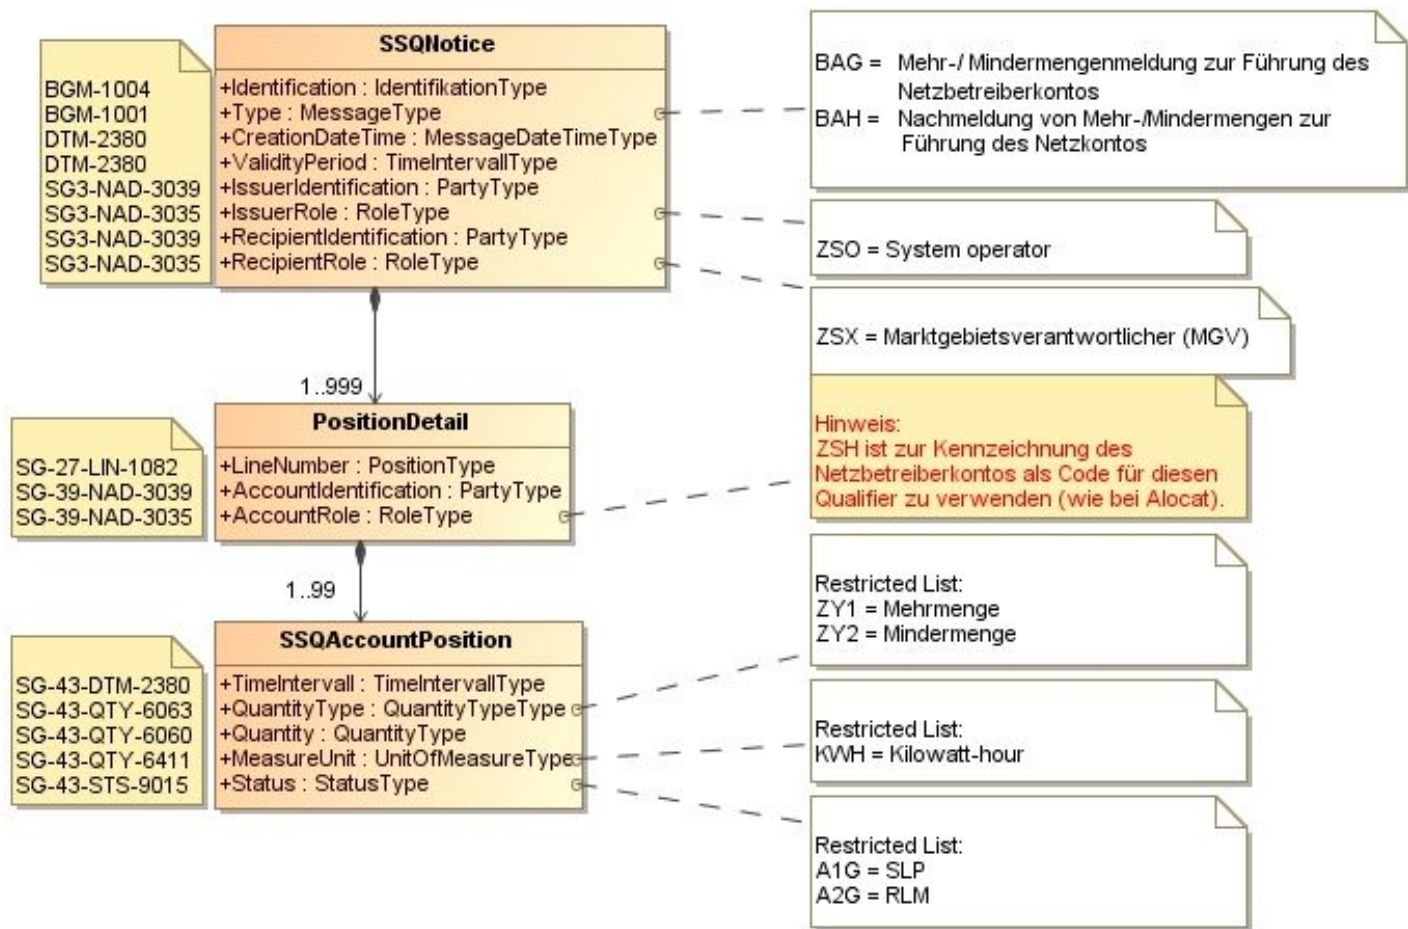 SSQNotice
BGM-1004
BGM-1001
DTM-2380
DTM-2380
SG3-NAD-3039
SG3-NAD-3035
SG3-NAD-3039
SG3-NAD-3035
+Identification : IdentifikationType
+Type : MessageType
+CreationDateTime : MessageDateTimeType
+ValidityPeriod : TimeIntervallType
+IssuerIdentification : PartyType
+IssuerRole : RoleType
+RecipientIdentification : PartyType
+RecipientRole : RoleType
BAG = Mehr-/ Mindermengenmeldung zur Führung des
Netzbetreiberkontos
BAH = Nachmeldung von Mehr-/Mindermengen zur
Führung des Netzkontos
ZSO = System operator
ZSX = Marktgebietsverantwortlicher (MGV)
1..999
PositionDetail
SG-27-LIN-1082
SG-39-NAD-3039
SG-39-NAD-3035
+LineNumber : PositionType
+AccountIdentification : PartyType
+AccountRole : RoleType
Hinweis:
ZSH ist zur Kennzeichnung des
Netzbetreiberkontos als Code für diesen
Qualifier zu verwenden (wie bei Alocat).
1..99
SSQAccountPosition
SG-43-DTM-2380
SG-43-QTY-6063
SG-43-QTY-6060
SG-43-QTY-6411
SG-43-STS-9015
+TimeIntervall : TimeIntervallType
+QuantityType : QuantityTypeType
+Quantity : QuantityType
+MeasureUnit : UnitOfMeasureType
+Status : StatusType
Restricted List:
ZY1 = Mehrmenge
ZY2 = Mindermenge
Restricted List:
KWH = Kilowatt-hour
Restricted List:
A1G = SLP
A2G = RLM